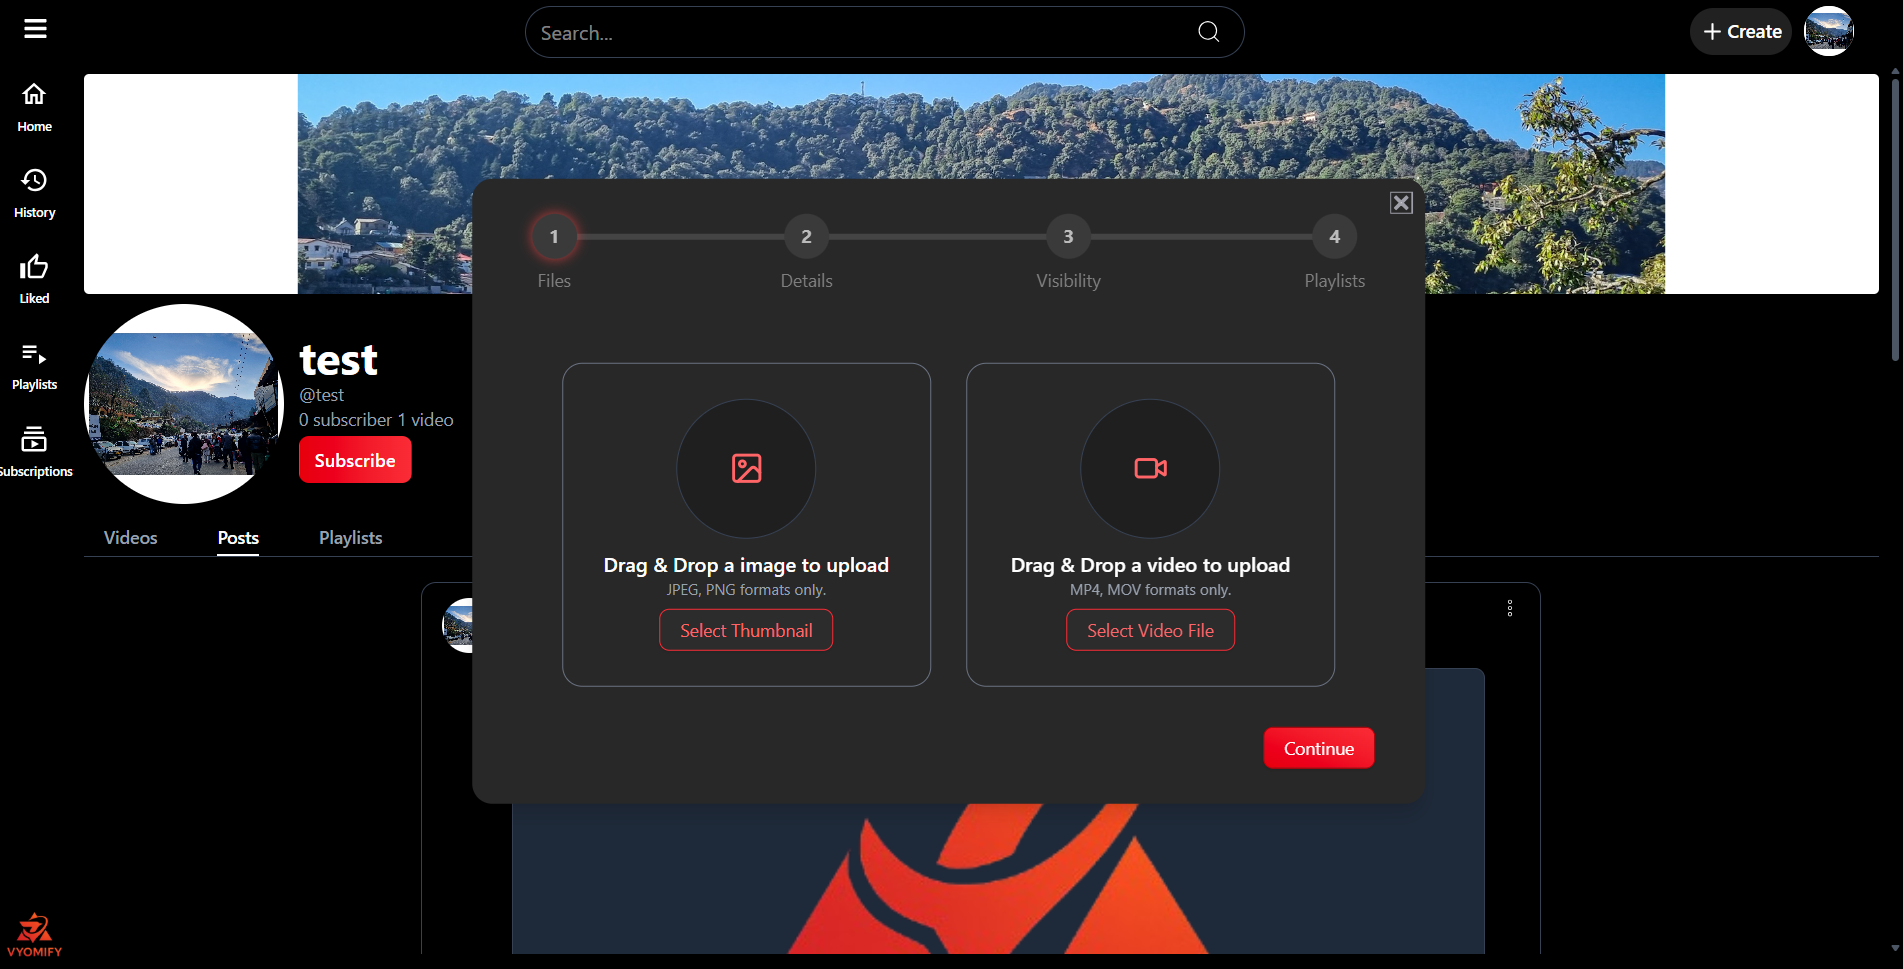 Search...
+ Create
Home
History
Liked
Playlists
Subscriptions
VYOMIFY
test
@test
0 subscriber 1 video
Subscribe
Videos
Posts
Playlists
1
2
3
4
Files
Details
Visibility
Playlists
Drag & Drop a image to upload
JPEG, PNG formats only.
Select Thumbnail
Drag & Drop a video to upload
MP4, MOV formats only.
Select Video File
Continue